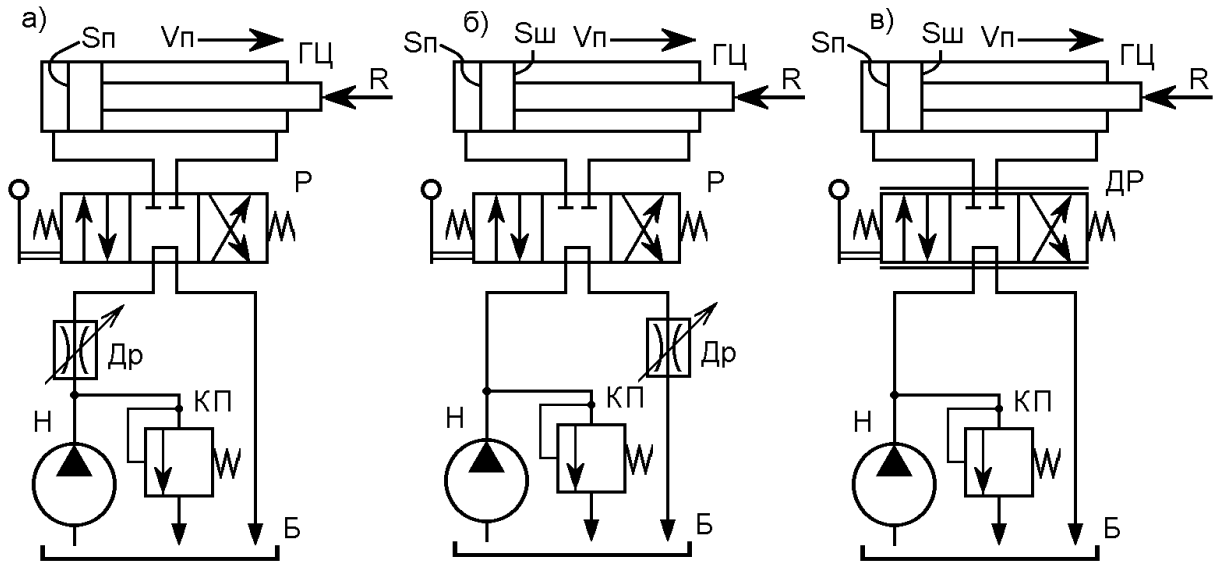 а)
Sп
Vп
ГЦ
R
Р
Др
КП
Н
Б
б)
Sп
Sш
Vп
ГЦ
R
Р
Др
КП
Н
Б
в)
Sп
Sш
Vп
ГЦ
R
ДР
КП
Н
Б